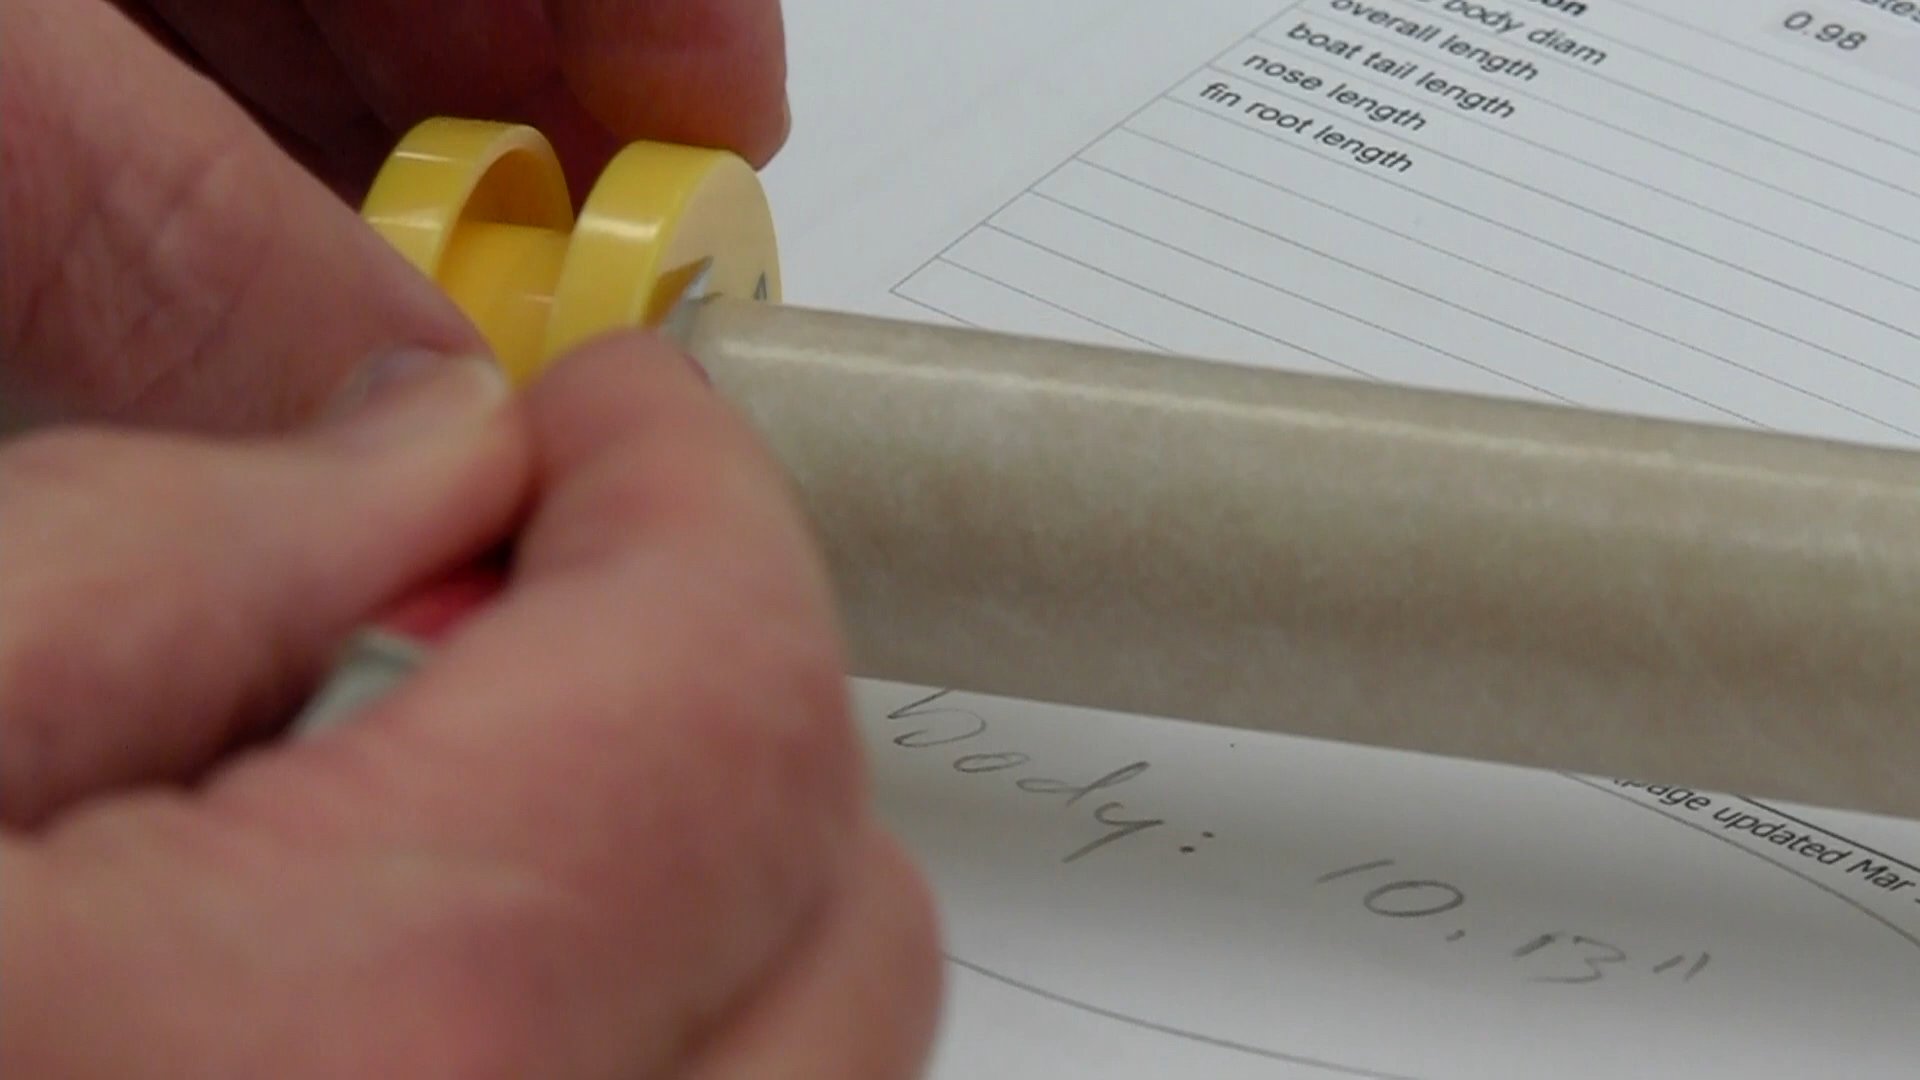 body diam 0.98
overall length
boat tail length
nose length
fin root length
body: 10.13"
(page updated Mar